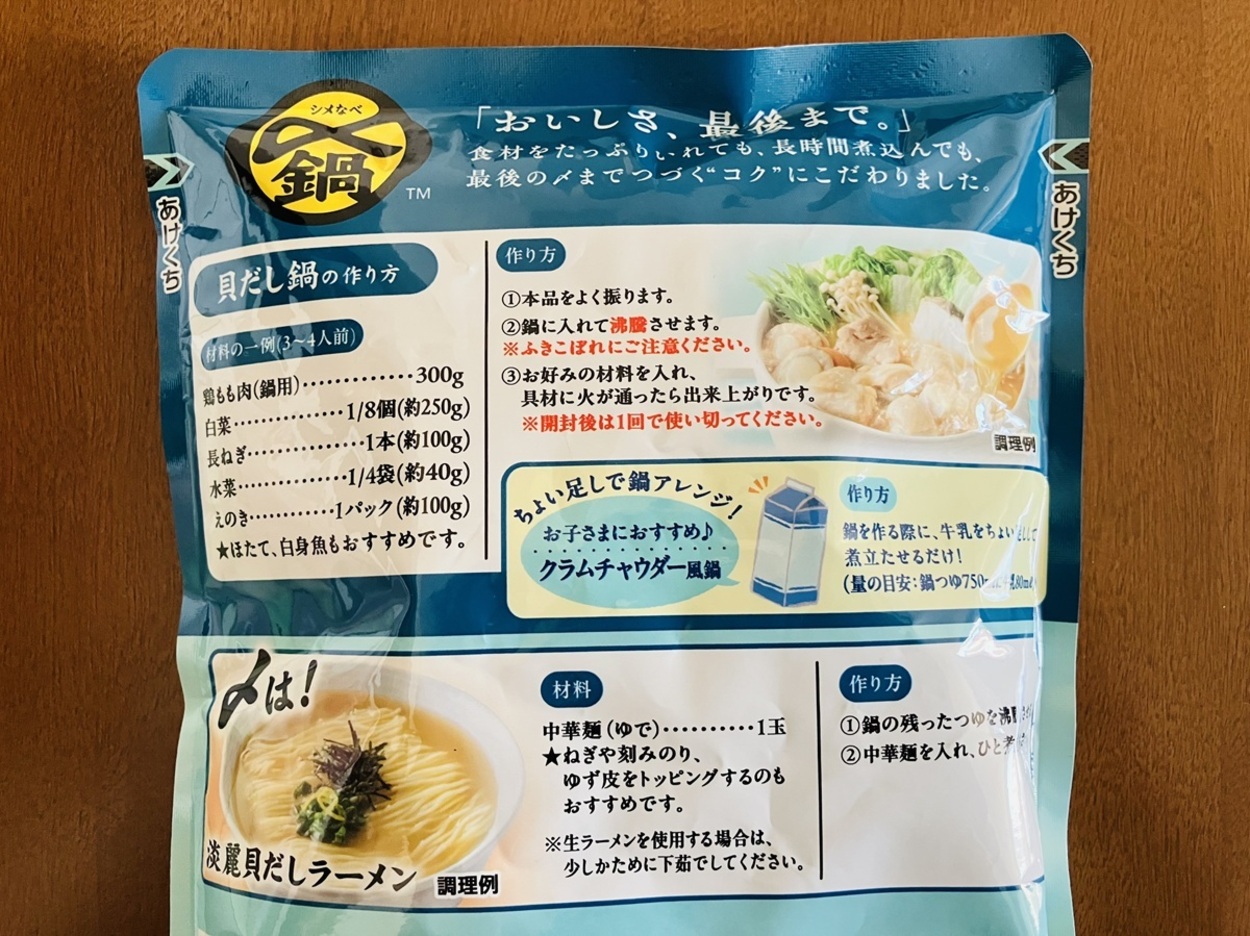 シメなべ
〆鍋
TM
「おいしさ、最後まで。」
食材をたっぷりいれても、長時間煮込んでも、
最後の〆までつづく“コク”にこだわりました。
あけくち
あけくち
貝だし鍋の作り方
材料の一例(3〜4人前)
鶏もも肉(鍋用)…………300g
白菜…………1/8個(約250g)
長ねぎ…………1本(約100g)
水菜…………1/4袋(約40g)
えのき…………1パック(約100g)
★ほたて、白身魚もおすすめです。
作り方
①本品をよく振ります。
②鍋に入れて沸騰させます。
※ふきこぼれにご注意ください。
③お好みの材料を入れ、
具材に火が通ったら出来上がりです。
※開封後は1回で使い切ってください。
調理例
ちょい足しで鍋アレンジ!
お子さまにおすすめ♪
クラムチャウダー風鍋
作り方
鍋を作る際に、牛乳をちょい足しして
煮立たせるだけ!
(量の目安:鍋つゆ750
〆は!
淡麗貝だしラーメン
調理例
材料
中華麺(ゆで)…………1玉
★ねぎや刻みのり、
ゆず皮をトッピングするのも
おすすめです。
※生ラーメンを使用する場合は、
少しかために下茹でしてください。
作り方
①鍋の残ったつゆを沸
②中華麺を入れ、ひと